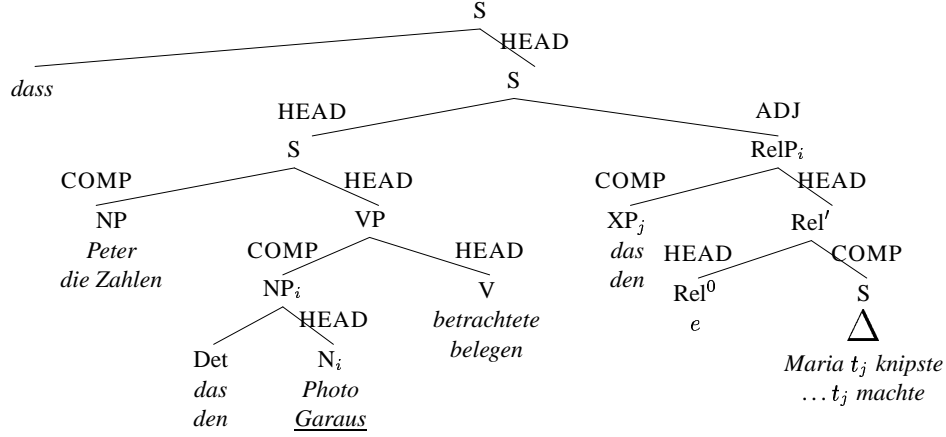 S
HEAD
dass
S
HEAD ADJ
S RelPᵢ
COMP HEAD COMP HEAD
NP VP XPⱼ Rel′
Peter COMP HEAD das HEAD COMP
die Zahlen NPᵢ V den Rel⁰ S
HEAD betrachtete e
Det Nᵢ belegen Maria tⱼ knipste
das Photo … tⱼ machte
den Garaus